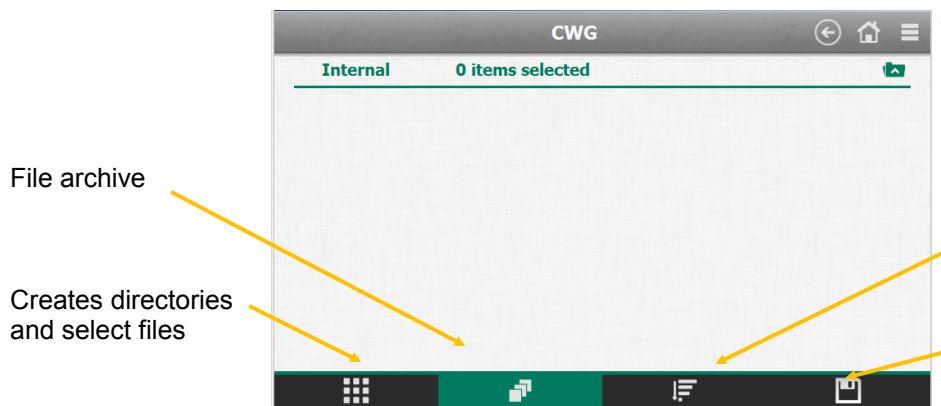 CWG
Internal 0 items selected
File archive
Creates directories
and select files